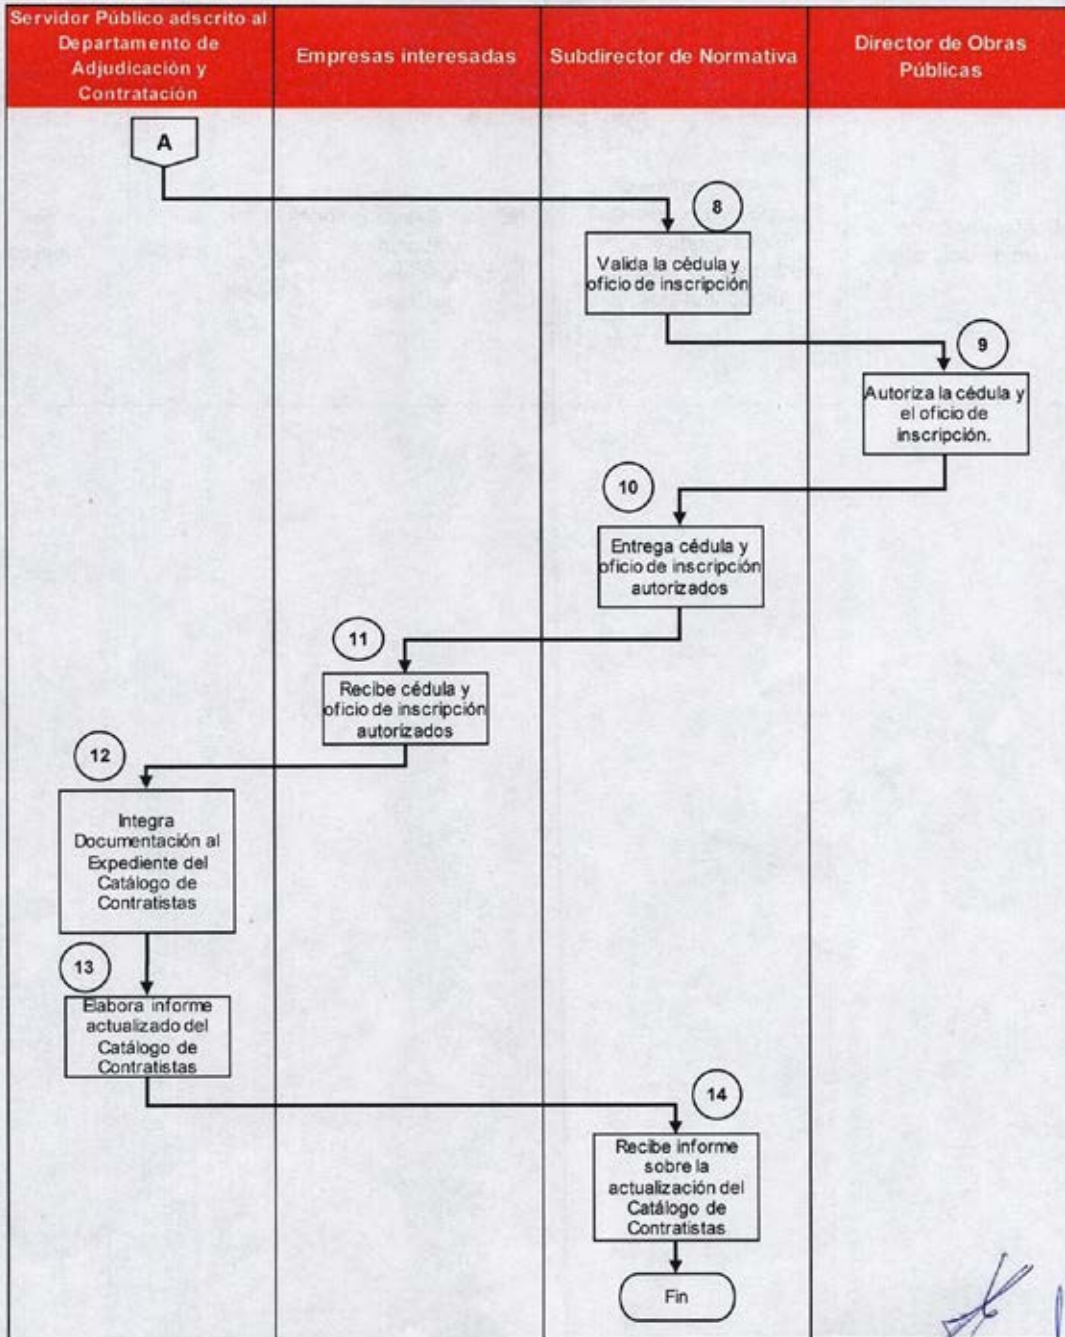 Servidor Público adscrito al
Departamento de
Adjudicación y
Contratación
Empresas interesadas
Subdirector de Normativa
Director de Obras
Públicas
A
8
Valida la cédula y
oficio de inscripción
9
Autoriza la cédula y
el oficio de
inscripción.
10
Entrega cédula y
oficio de inscripción
autorizados
11
Recibe cédula y
oficio de inscripción
autorizados
12
Integra
Documentación al
Expediente del
Catálogo de
Contratistas
13
Elabora informe
actualizado del
Catálogo de
Contratistas
14
Recibe informe
sobre la
actualización del
Catálogo de
Contratistas
Fin